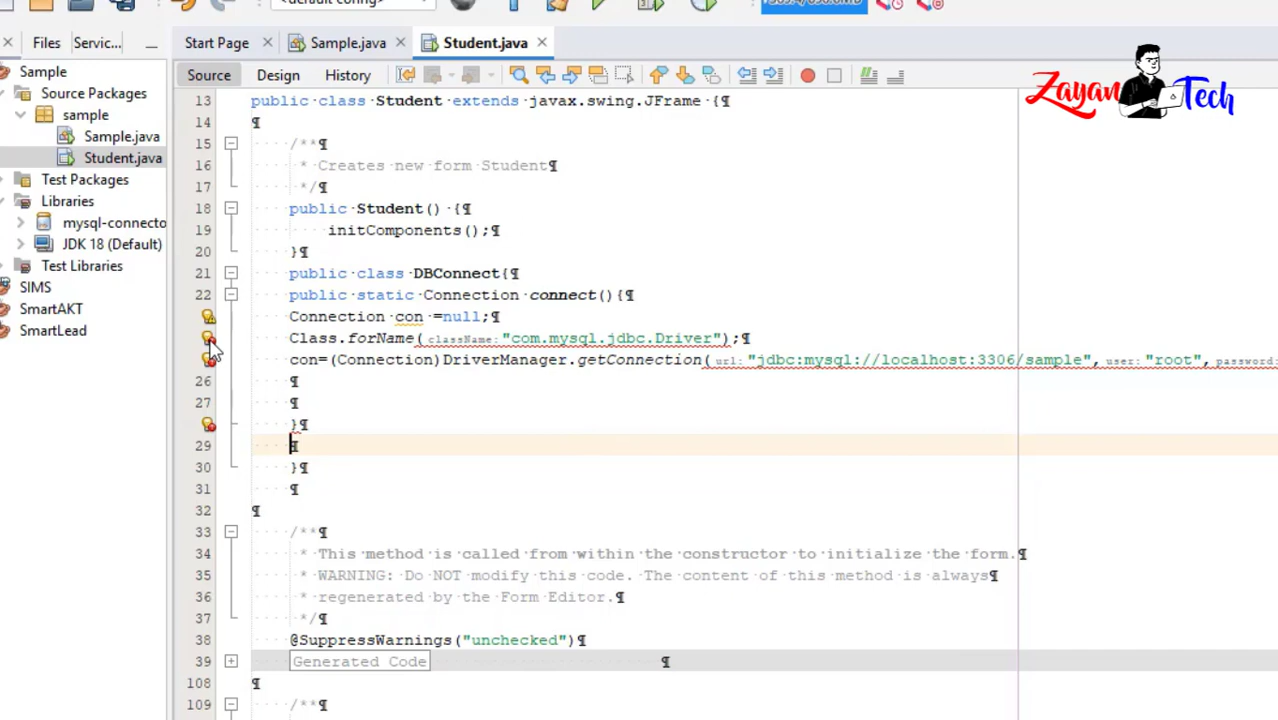 <default config>
Files Servic...
Start Page Sample.java Student.java
Source Design History
Zayan Tech
Sample
Source Packages
sample
Sample.java
Student.java
Test Packages
Libraries
mysql-connecto
JDK 18 (Default)
Test Libraries
SIMS
SmartAKT
SmartLead
13 public class Student extends javax.swing.JFrame {¶
14 ¶
15 /**¶
16 * Creates new form Student¶
17 */¶
18 public Student() {¶
19 initComponents();¶
20 }¶
21 public class DBConnect{¶
22 public static Connection connect(){¶
Connection con =null;¶
Class.forName(className:"com.mysql.jdbc.Driver");¶
con=(Connection)DriverManager.getConnection(url:"jdbc:mysql://localhost:3306/sample",user:"root",password:
26 ¶
27 ¶
}¶
29 ¶
30 }¶
31 ¶
32 ¶
33 /**¶
34 * This method is called from within the constructor to initialize the form.¶
35 * WARNING: Do NOT modify this code. The content of this method is always¶
36 * regenerated by the Form Editor.¶
37 */¶
38 @SuppressWarnings("unchecked")¶
39 Generated Code ¶
108 ¶
109 /**¶